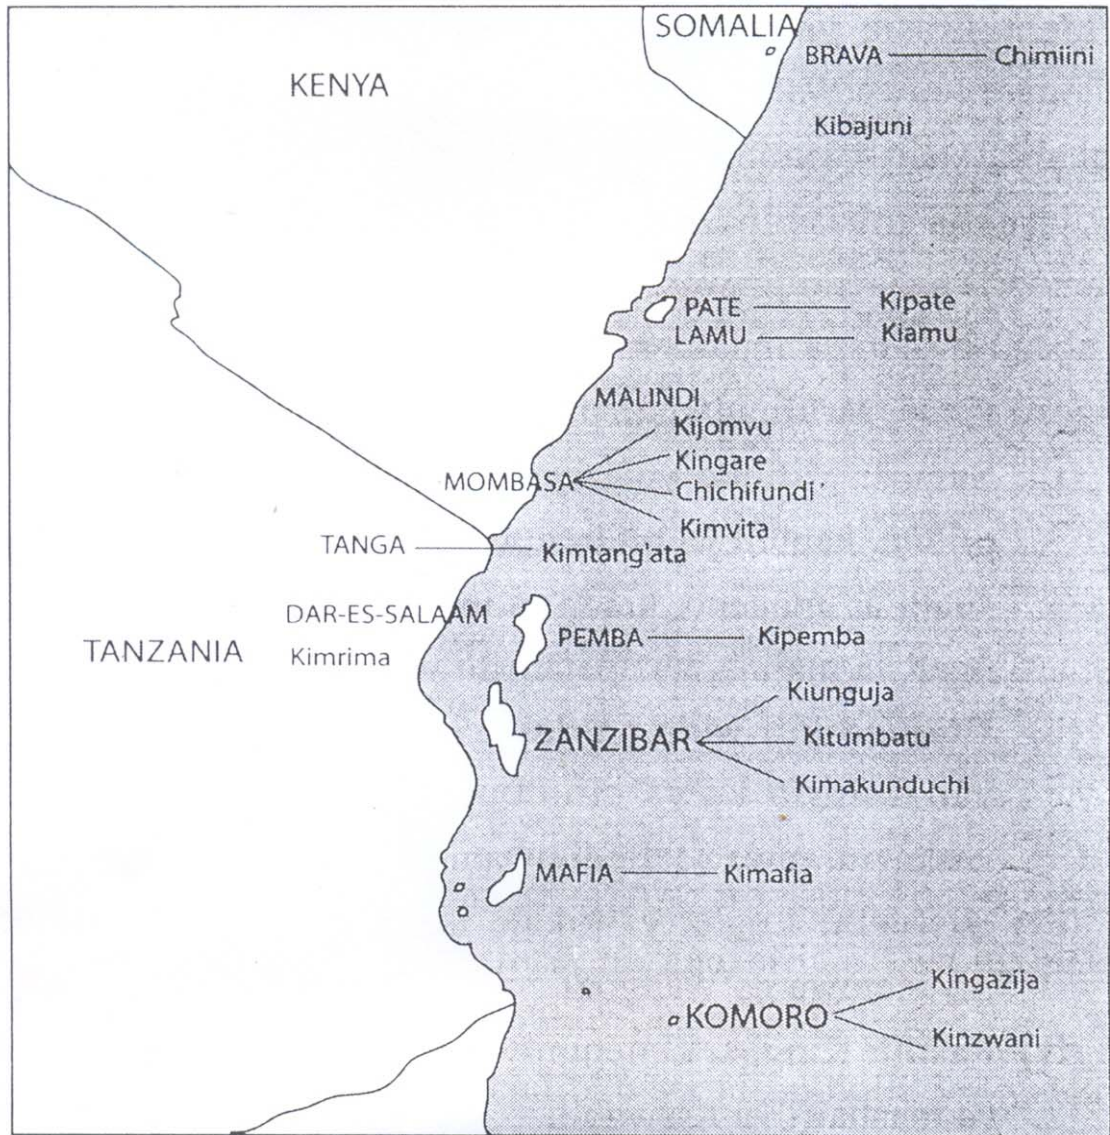 SOMALIA
BRAVA Chimiini
KENYA
Kibajuni
PATE Kipate
LAMU Kiamu
MALINDI
Kijomvu
Kingare
MOMBASA
Chichifundi
Kimvita
TANGA Kimtang'ata
DAR-ES-SALAAM
PEMBA Kipemba
TANZANIA Kimrima
Kiunguja
ZANZIBAR Kitumbatu
Kimakunduchi
MAFIA Kimafia
Kingazija
KOMORO
Kinzwani